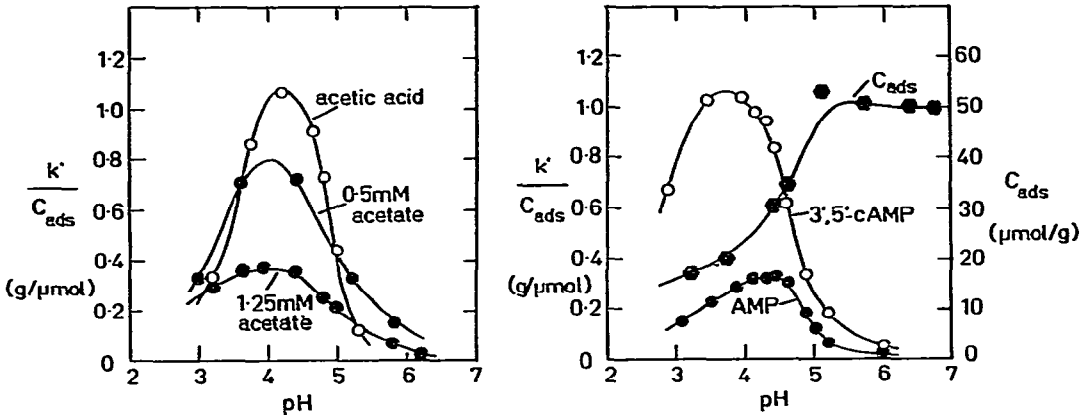 1·2
1·0
0·8
0·6
0·4
0·2
0
k'
C_ads
(g/μmol)
acetic acid
0·5mM
acetate
1·25mM
acetate
2 3 4 5 6 7
pH
1·2
1·0
0·8
0·6
0·4
0·2
0
k'
C_ads
(g/μmol)
C_ads
3',5'-cAMP
AMP
60
50
40
30
20
10
0
C_ads
(μmol/g)
2 3 4 5 6 7
pH